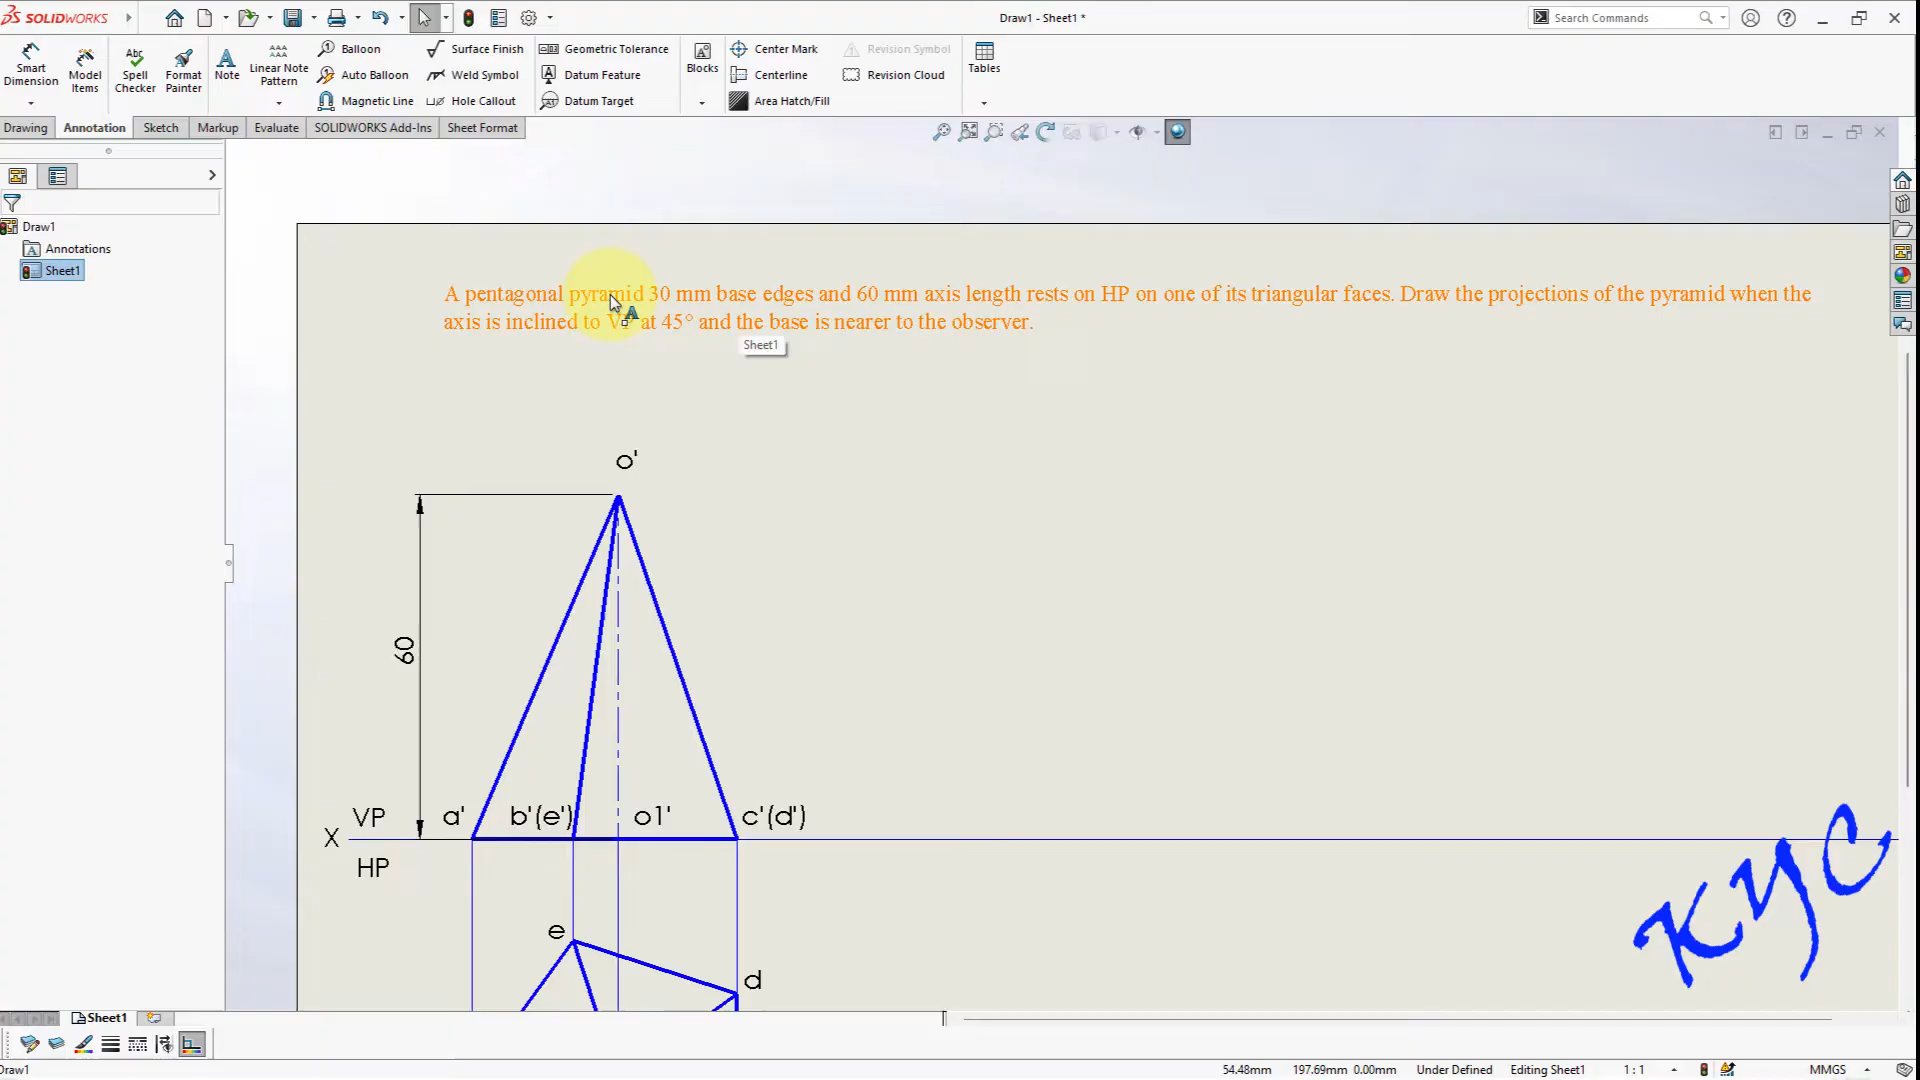 SOLIDWORKS
Draw1 - Sheet1 *
Search Commands
Smart Dimension
Model Items
Spell Checker
Format Painter
Note
Linear Note Pattern
Balloon
Auto Balloon
Magnetic Line
Surface Finish
Weld Symbol
Hole Callout
Geometric Tolerance
Datum Feature
Datum Target
Blocks
Center Mark
Centerline
Area Hatch/Fill
Revision Symbol
Revision Cloud
Tables
Drawing Annotation Sketch Markup Evaluate SOLIDWORKS Add-Ins Sheet Format
Draw1
Annotations
Sheet1
A pentagonal pyramid 30 mm base edges and 60 mm axis length rests on HP on one of its triangular faces. Draw the projections of the pyramid when the
axis is inclined to VP at 45° and the base is nearer to the observer.
Sheet1
o'
60
VP a' b'(e') o1' c'(d')
X
HP
e
d
KYC
Sheet1
Draw1
54.48mm 197.69mm 0.00mm Under Defined Editing Sheet1 1 : 1 MMGS